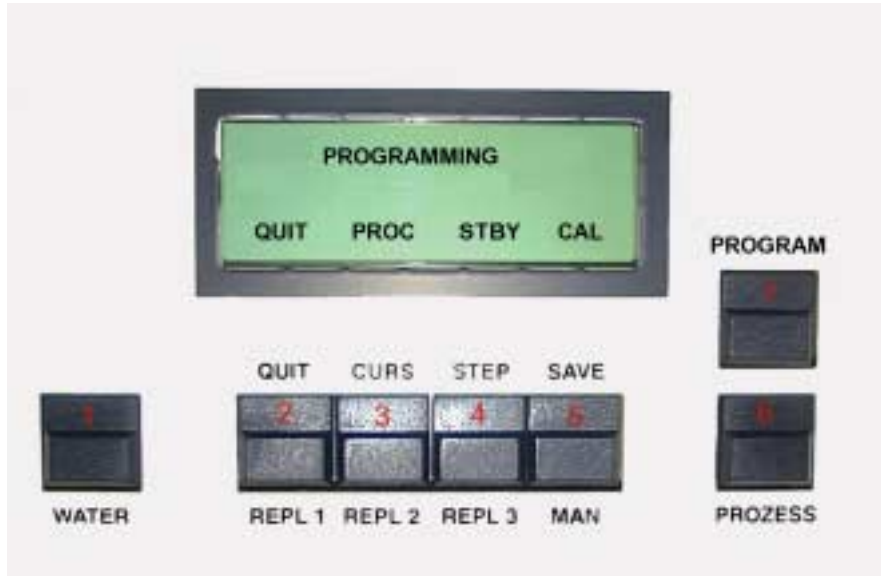 PROGRAMMING
QUIT PROC STBY CAL
PROGRAM
QUIT CURS STEP SAVE
1 2 3 4 5 6
WATER REPL 1 REPL 2 REPL 3 MAN PROZESS